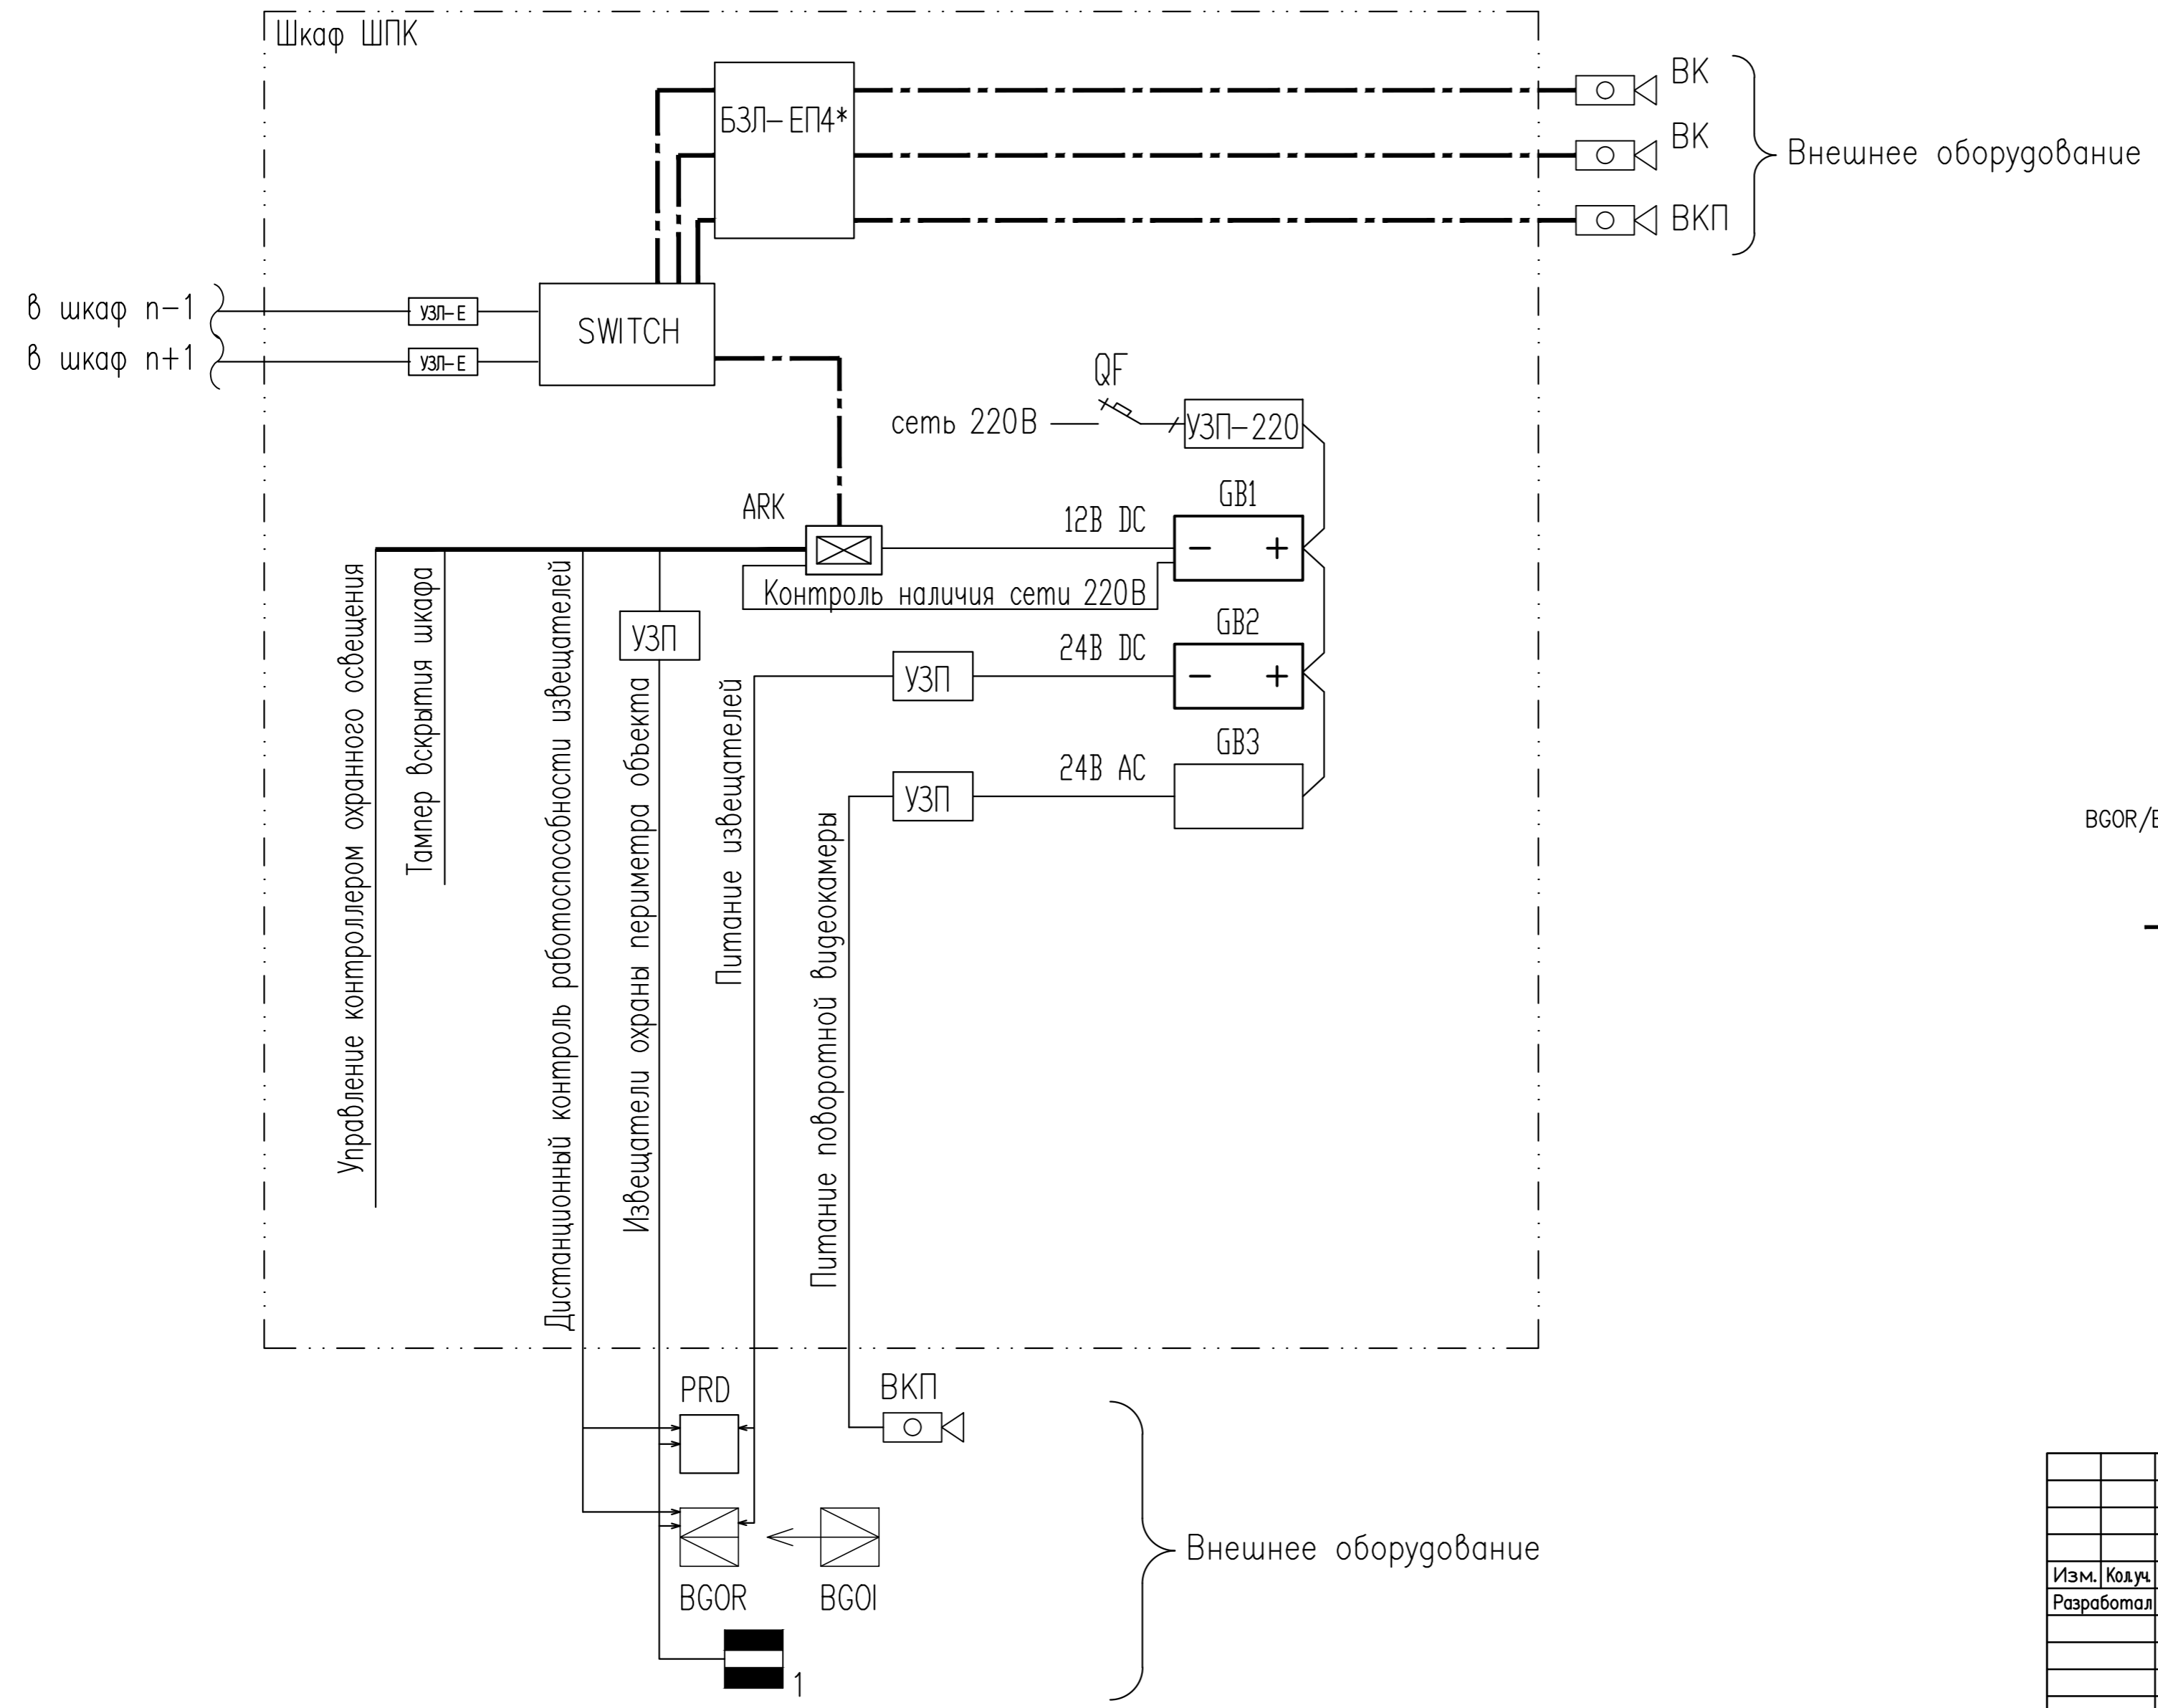 Шкаф ШПК
БЗЛ-ЕП4*
ВК
ВК
ВКП
Внешнее оборудование
в шкаф n-1
УЗЛ-Е
в шкаф n+1
УЗЛ-Е
SWITCH
QF
сеть 220В
УЗП-220
ARK
12В DC
GB1
- +
Контроль наличия сети 220В
УЗП
24В DC
GB2
- +
УЗП
24В AC
GB3
УЗП
Управление контроллером охранного освещения
Тампер вскрытия шкафа
Дистанционный контроль работоспособности извещателей
Извещатели охраны периметра объекта
Питание извещателей
Питание поворотной видеокамеры
BGOR/
PRD
ВКП
BGOR
BGOI
Внешнее оборудование
1
Изм. Кол.уч.
Разработал